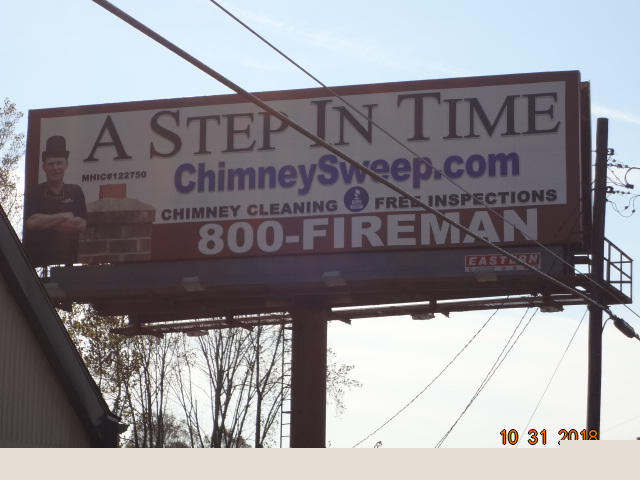 A STEP IN TIME
MHIC#122750
ChimneySweep.com
CHIMNEY CLEANING FREE INSPECTIONS
800-FIREMAN
EASTERN
10 31 2018